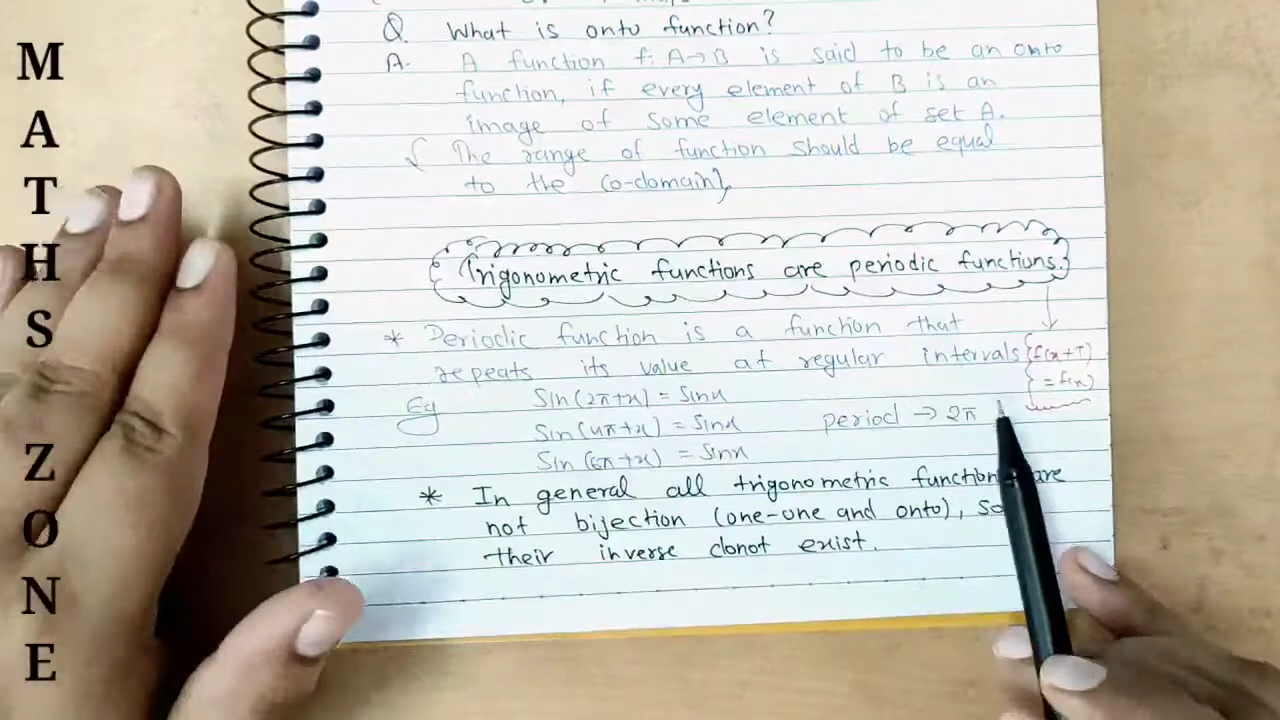 MATHS ZONE
Q. What is onto function?
A. A function f: A→B is said to be an onto
function, if every element of B is an
image of some element of set A.
{ The range of function should be equal
to the co-domain}
Trigonometric functions are periodic functions.
* Periodic function is a function that
repeats its value at regular intervals {f(x+T)
= f(x)
Eg Sin(2π+x) = Sinx
Sin(4π+x) = Sinx period → 2π
Sin(6π+x) = Sinx
* In general all trigonometric function are
not bijection (one-one and onto), so
their inverse donot exist.